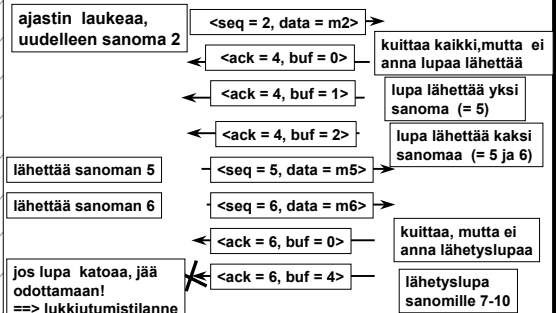 ajastin laukeaa,
uudelleen sanoma 2
<seq = 2, data = m2>
<ack = 4, buf = 0>
kuittaa kaikki,mutta ei
anna lupaa lähettää
<ack = 4, buf = 1>
lupa lähettää yksi
sanoma (= 5)
<ack = 4, buf = 2>
lupa lähettää kaksi
sanomaa (= 5 ja 6)
lähettää sanoman 5
<seq = 5, data = m5>
lähettää sanoman 6
<seq = 6, data = m6>
<ack = 6, buf = 0>
kuittaa, mutta ei
anna lähetyslupaa
jos lupa katoaa, jää
odottamaan!
==> lukkiutumistilanne
<ack = 6, buf = 4>
lähetyslupa
sanomille 7-10